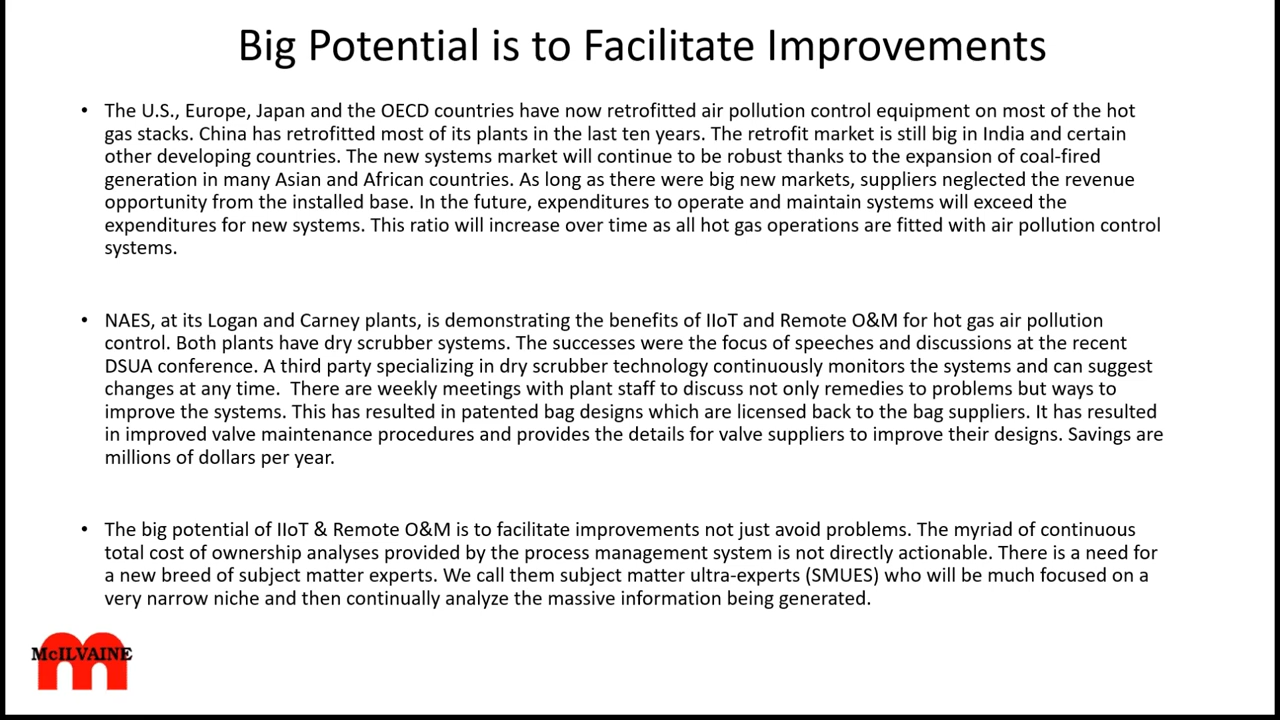 Big Potential is to Facilitate Improvements
• The U.S., Europe, Japan and the OECD countries have now retrofitted air pollution control equipment on most of the hot
gas stacks. China has retrofitted most of its plants in the last ten years. The retrofit market is still big in India and certain
other developing countries. The new systems market will continue to be robust thanks to the expansion of coal-fired
generation in many Asian and African countries. As long as there were big new markets, suppliers neglected the revenue
opportunity from the installed base. In the future, expenditures to operate and maintain systems will exceed the
expenditures for new systems. This ratio will increase over time as all hot gas operations are fitted with air pollution control
systems.
• NAES, at its Logan and Carney plants, is demonstrating the benefits of IIoT and Remote O&M for hot gas air pollution
control. Both plants have dry scrubber systems. The successes were the focus of speeches and discussions at the recent
DSUA conference. A third party specializing in dry scrubber technology continuously monitors the systems and can suggest
changes at any time.  There are weekly meetings with plant staff to discuss not only remedies to problems but ways to
improve the systems. This has resulted in patented bag designs which are licensed back to the bag suppliers. It has resulted
in improved valve maintenance procedures and provides the details for valve suppliers to improve their designs. Savings are
millions of dollars per year.
• The big potential of IIoT & Remote O&M is to facilitate improvements not just avoid problems. The myriad of continuous
total cost of ownership analyses provided by the process management system is not directly actionable. There is a need for
a new breed of subject matter experts. We call them subject matter ultra-experts (SMUES) who will be much focused on a
very narrow niche and then continually analyze the massive information being generated.
McILVAINE